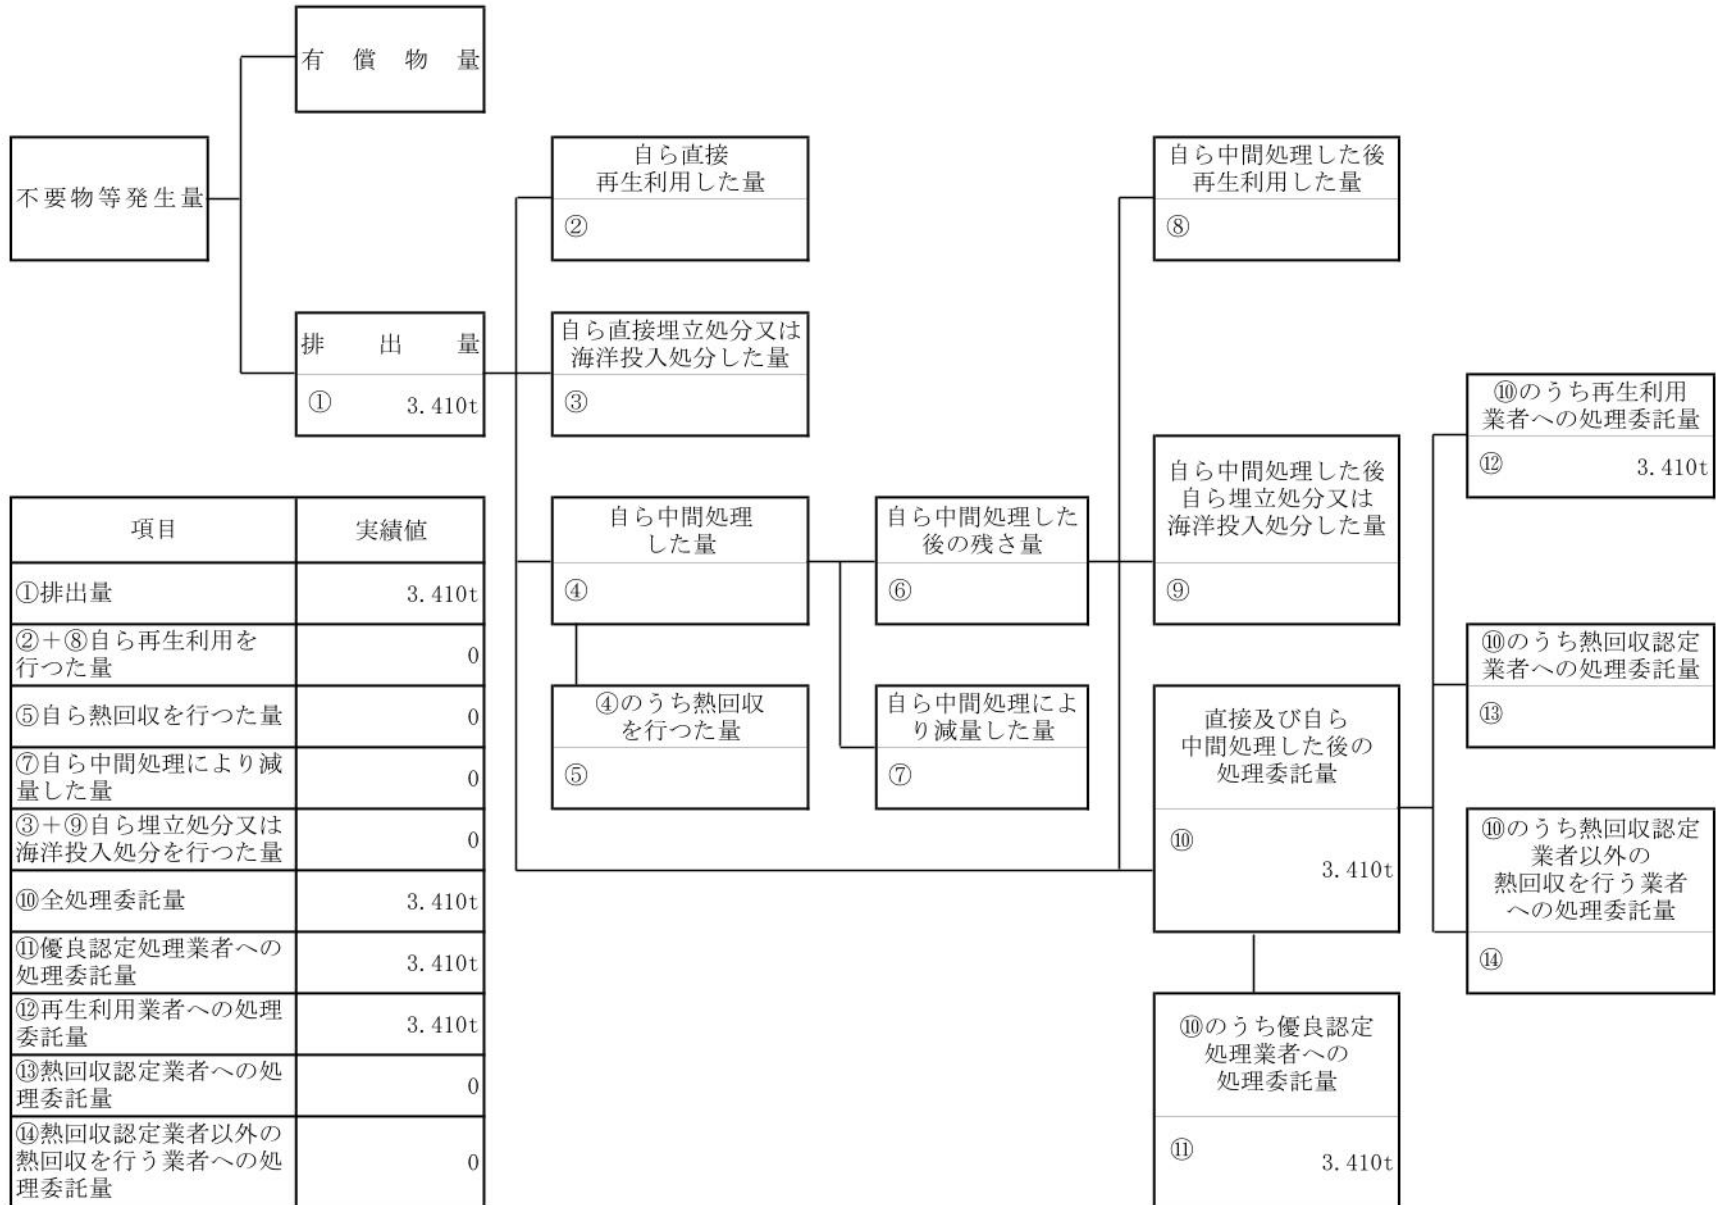 有償物量
不要物等発生量
排出量
① 3.410t
自ら直接
再生利用した量
②
自ら直接埋立処分又は
海洋投入処分した量
③
自ら中間処理
した量
④
④のうち熱回収
を行つた量
⑤
自ら中間処理した
後の残さ量
⑥
自ら中間処理によ
り減量した量
⑦
自ら中間処理した後
再生利用した量
⑧
自ら中間処理した後
自ら埋立処分又は
海洋投入処分した量
⑨
直接及び自ら
中間処理した後の
処理委託量
⑩
3.410t
⑩のうち優良認定
処理業者への
処理委託量
⑪ 3.410t
⑩のうち再生利用
業者への処理委託量
⑫ 3.410t
⑩のうち熱回収認定
業者への処理委託量
⑬
⑩のうち熱回収認定
業者以外の
熱回収を行う業者
への処理委託量
⑭
項目 実績値
①排出量 3.410t
②+⑧自ら再生利用を
行つた量 0
⑤自ら熱回収を行つた量 0
⑦自ら中間処理により減
量した量 0
③+⑨自ら埋立処分又は
海洋投入処分を行つた量 0
⑩全処理委託量 3.410t
⑪優良認定処理業者への
処理委託量 3.410t
⑫再生利用業者への処理
委託量 3.410t
⑬熱回収認定業者への処
理委託量 0
⑭熱回収認定業者以外の
熱回収を行う業者への処 0
理委託量